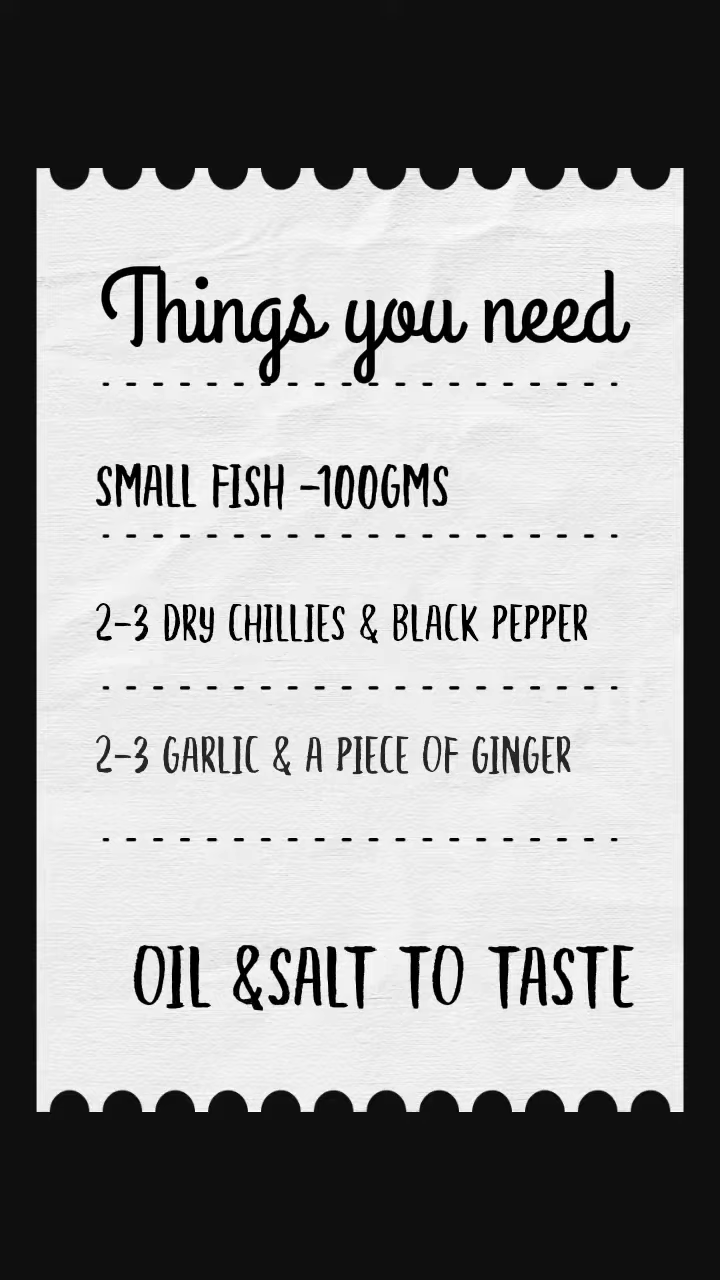 Things you need
SMALL FISH -100GMS
2-3 DRY CHILLIES & BLACK PEPPER
2-3 GARLIC & A PIECE OF GINGER
OIL &SALT TO TASTE